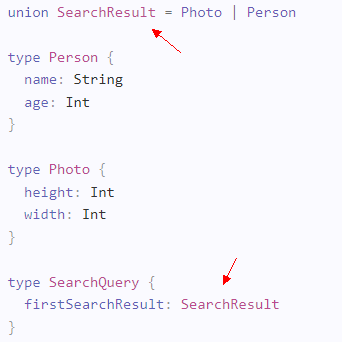 union SearchResult = Photo | Person
type Person {
name: String
age: Int
}
type Photo {
height: Int
width: Int
}
type SearchQuery {
firstSearchResult: SearchResult
}